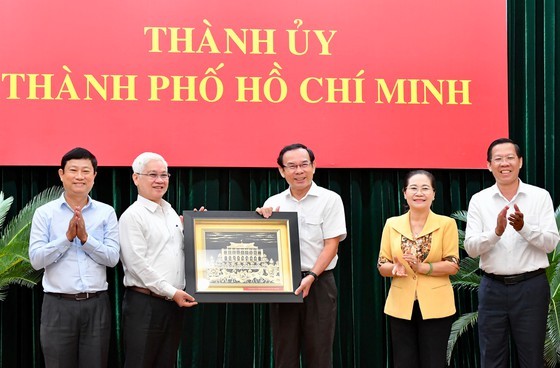 THÀNH ỦY
THÀNH PHỐ HỒ CHÍ MINH